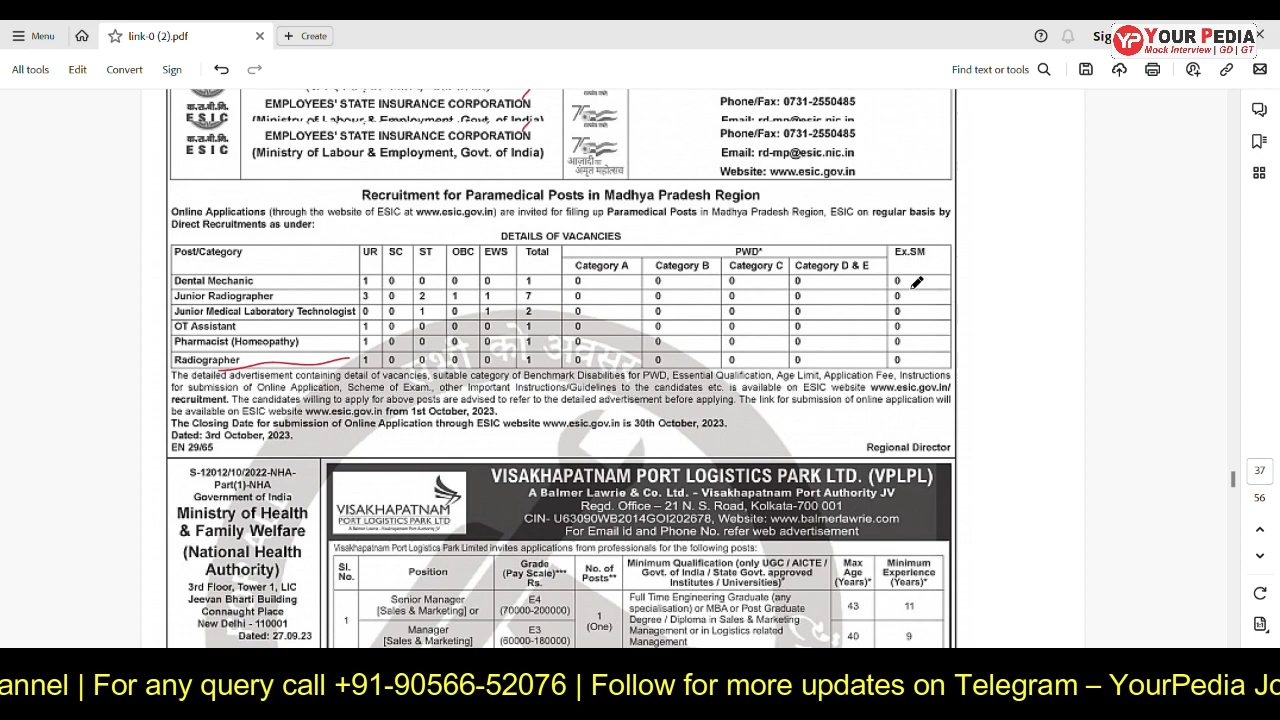 Menu
link-0 (2).pdf
Create
Sig
YP YOUR PEDIA
Mock Interview | GD | GT
All tools Edit Convert Sign
Find text or tools
क.रा.बी.नि.
E S I C
EMPLOYEES' STATE INSURANCE CORPORATION
(Ministry of Labour & Employment, Govt. of India)
Phone/Fax: 0731-2550485
क.रा.बी.नि.
E S I C
EMPLOYEES' STATE INSURANCE CORPORATION
(Ministry of Labour & Employment, Govt. of India)
75
आज़ादी का
अमृत महोत्सव
Phone/Fax: 0731-2550485
Email: rd-mp@esic.nic.in
Website: www.esic.gov.in
Recruitment for Paramedical Posts in Madhya Pradesh Region
Online Applications (through the website of ESIC at www.esic.gov.in) are invited for filling up Paramedical Posts in Madhya Pradesh Region, ESIC on regular basis by
Direct Recruitments as under:
DETAILS OF VACANCIES
Post/Category UR SC ST OBC EWS Total PWD* Ex.SM
Category A Category B Category C Category D & E
Dental Mechanic 1 0 0 0 0 1 0 0 0 0 0
Junior Radiographer 3 0 2 1 1 7 0 0 0 0 0
Junior Medical Laboratory Technologist 0 0 1 0 1 2 0 0 0 0 0
OT Assistant 1 0 0 0 0 1 0 0 0 0 0
Pharmacist (Homeopathy) 1 0 0 0 0 1 0 0 0 0 0
Radiographer 1 0 0 0 0 1 0 0 0 0 0
The detailed advertisement containing detail of vacancies, suitable category of Benchmark Disabilities for PWD, Essential Qualification, Age Limit, Application Fee, Instructions
for submission of Online Application, Scheme of Exam., other Important Instructions/Guidelines to the candidates etc. is available on ESIC website www.esic.gov.in/
recruitment. The candidates willing to apply for above posts are advised to refer to the detailed advertisement before applying. The link for submission of online application will
be available on ESIC website www.esic.gov.in from 1st October, 2023.
The Closing Date for submission of Online Application through ESIC website www.esic.gov.in is 30th October, 2023.
Dated: 3rd October, 2023.
EN 29/65
Regional Director
S-12012/10/2022-NHA-
Part(1)-NHA
Government of India
Ministry of Health
& Family Welfare
(National Health
Authority)
3rd Floor, Tower 1, LIC
Jeevan Bharti Building
Connaught Place
New Delhi - 110001
Dated: 27.09.23
VISAKHAPATNAM
PORT LOGISTICS PARK LTD
VISAKHAPATNAM PORT LOGISTICS PARK LTD. (VPLPL)
A Balmer Lawrie & Co. Ltd. - Visakhapatnam Port Authority JV
Regd. Office – 21 N. S. Road, Kolkata-700 001
CIN- U63090WB2014GOI202678, Website: www.balmerlawrie.com
For Email id and Phone No. refer web advertisement
Visakhapatnam Port Logistics Park Limited invites applications from professionals for the following posts:
Sl. No. Position Grade (Pay Scale)*** Rs. No. of Posts** Minimum Qualification (only UGC / AICTE / Govt. of India / State Govt. approved Institutes / Universities)* Max Age (Years)* Minimum Experience (Years)*
1 Senior Manager [Sales & Marketing] or E4 (70000-200000) 1 (One) Full Time Engineering Graduate (any specialisation) or MBA or Post Graduate Degree / Diploma in Sales & Marketing Management or in Logistics related Management 43 11
Manager [Sales & Marketing] E3 (60000-180000) 40 9
37
56
annel | For any query call +91-90566-52076 | Follow for more updates on Telegram – YourPedia Jo